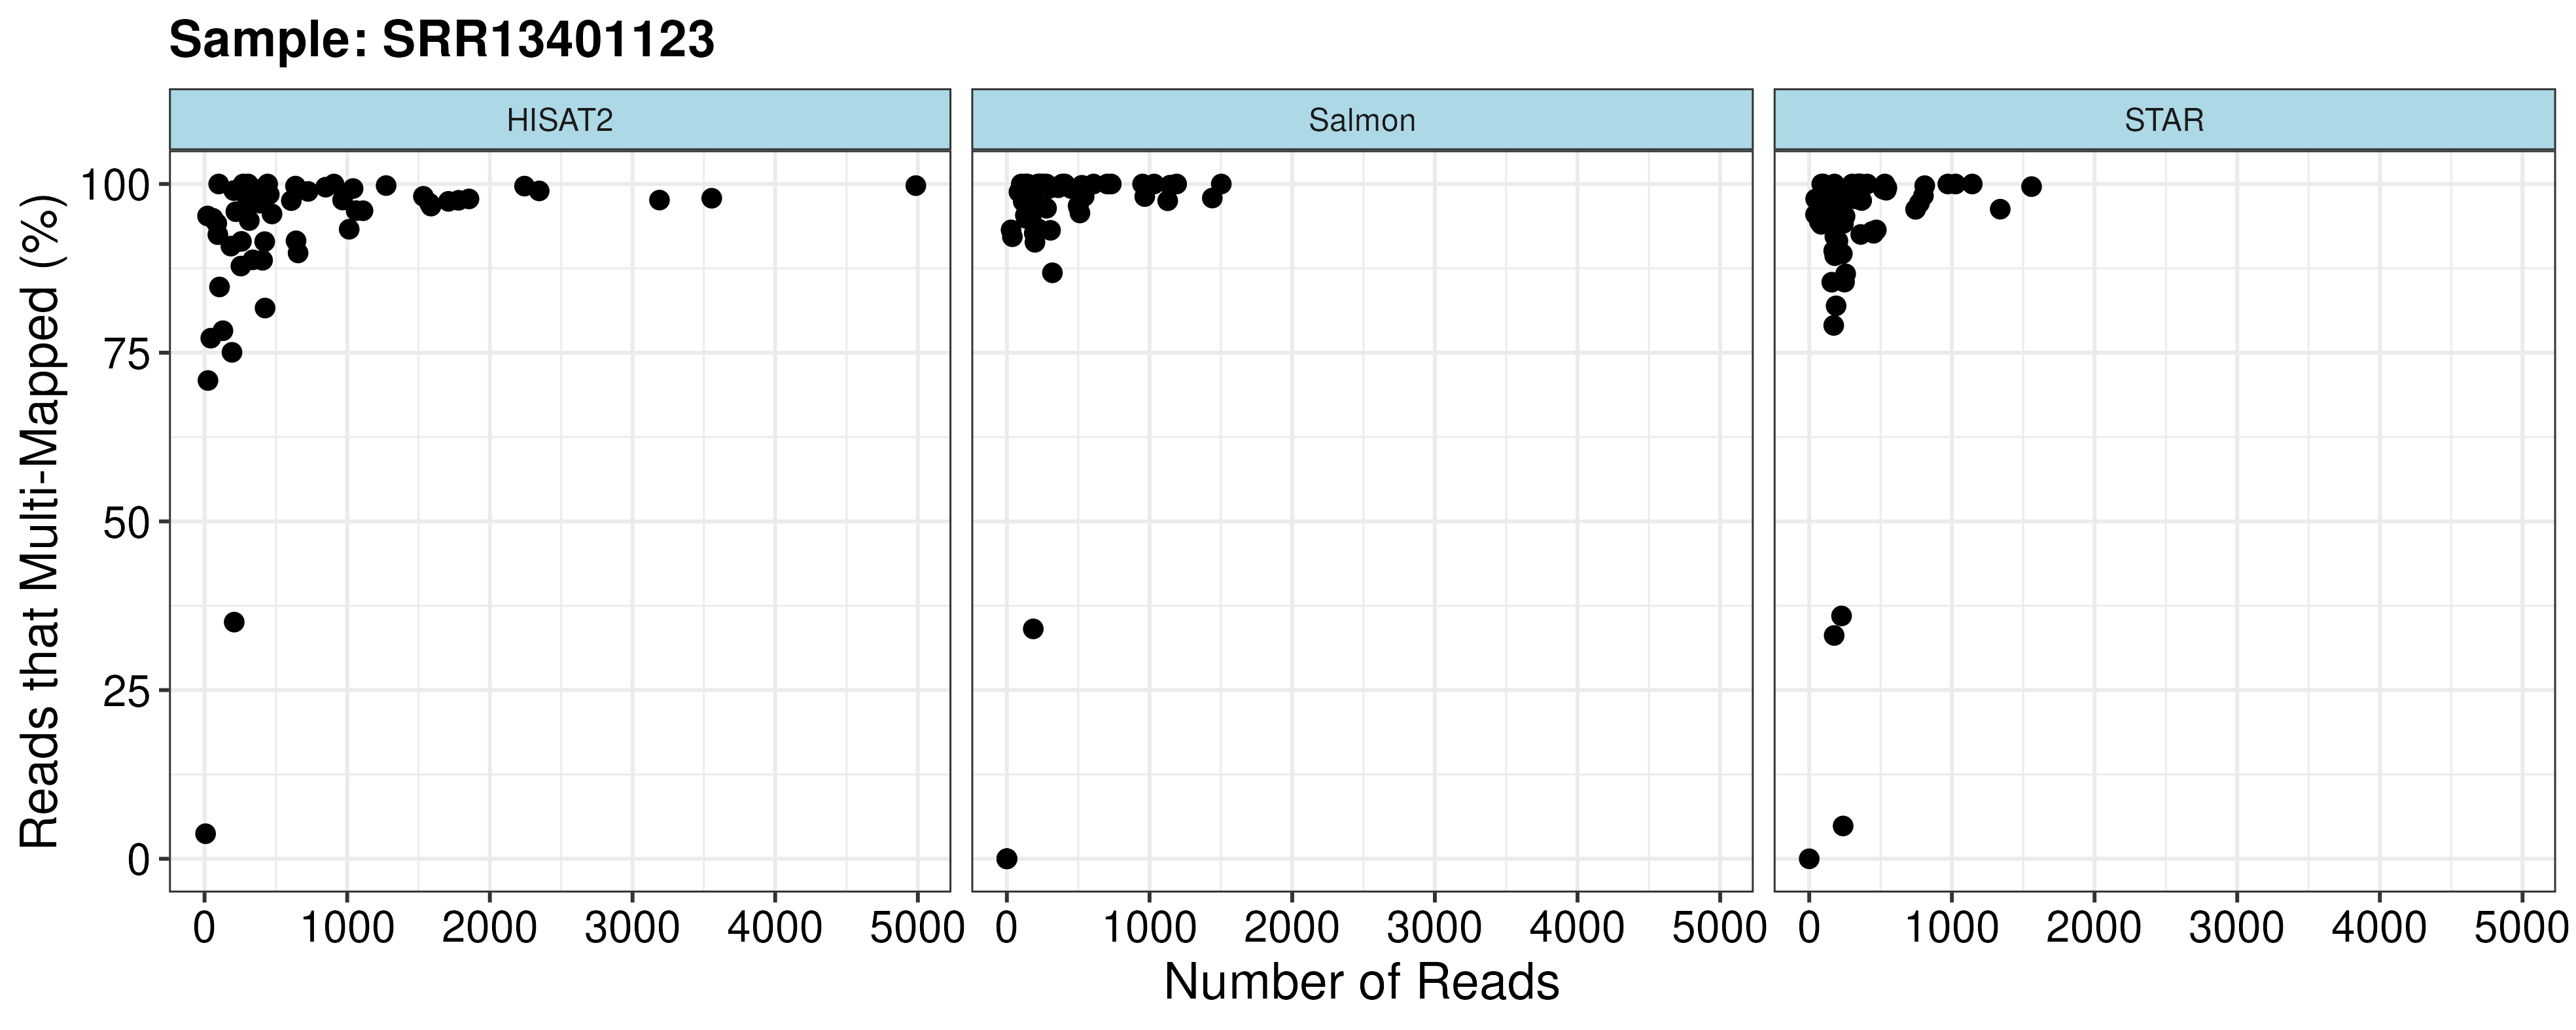 Sample: SRR13401123
HISAT2 Salmon STAR
Reads that Multi-Mapped (%)
100
75
50
25
0
0 1000 2000 3000 4000 5000 0 1000 2000 3000 4000 5000 0 1000 2000 3000 4000 5000
Number of Reads